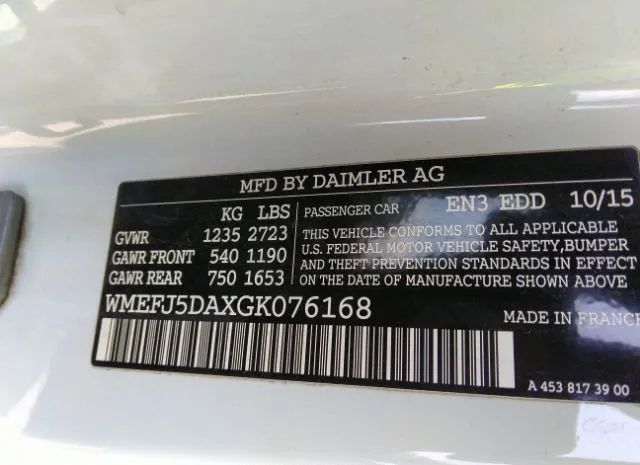 MFD BY DAIMLER AG
KG LBS
GVWR 1235 2723
GAWR FRONT 540 1190
GAWR REAR 750 1653
PASSENGER CAR EN3 EDD 10/15
THIS VEHICLE CONFORMS TO ALL APPLICABLE
U.S. FEDERAL MOTOR VEHICLE SAFETY,BUMPER
AND THEFT PREVENTION STANDARDS IN EFFECT
ON THE DATE OF MANUFACTURE SHOWN ABOVE
WMEFJ5DAXGK076168
MADE IN FRANCE
A 453 817 39 00